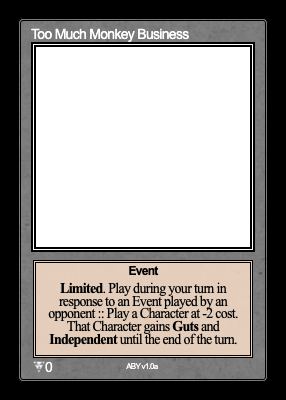 Too Much Monkey Business
Event
Limited. Play during your turn in
response to an Event played by an
opponent :: Play a Character at -2 cost.
That Character gains Guts and
Independent until the end of the turn.
0
ABY v1.0a